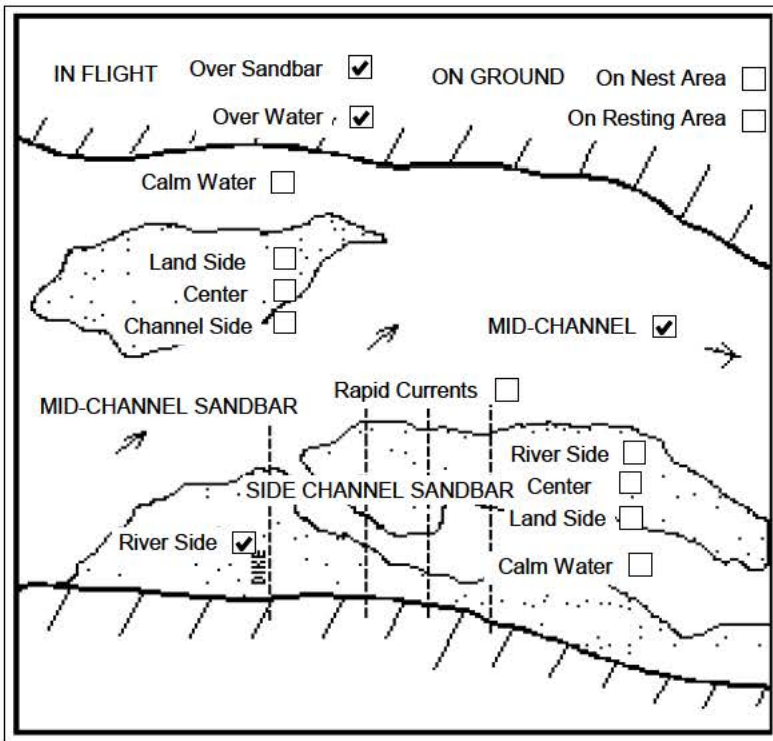 IN FLIGHT Over Sandbar ON GROUND On Nest Area
Over Water On Resting Area
Calm Water
Land Side
Center
Channel Side
MID-CHANNEL
Rapid Currents
MID-CHANNEL SANDBAR
River Side
SIDE CHANNEL SANDBAR
Center
Land Side
River Side
DIKE
Calm Water